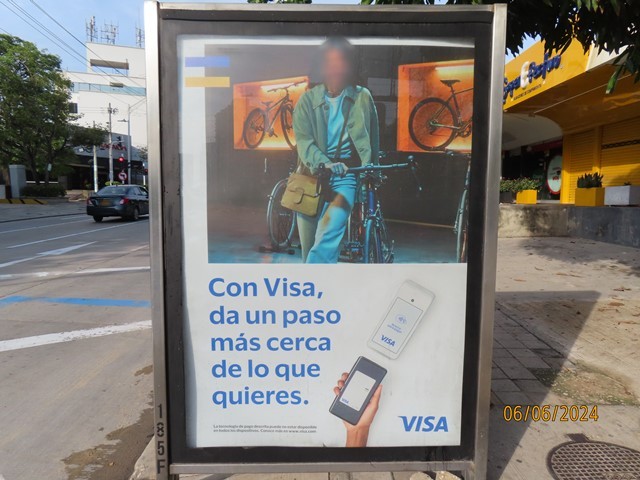 Con Visa,
da un paso
más cerca
de lo que
quieres.
VISA
VISA
185F
06/06/2024